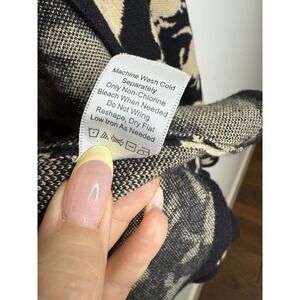 Machine Wash Cold
Separately
Only Non-Chlorine
Bleach When Needed
Do Not Wring
Reshape, Dry Flat
Low Iron As Needed